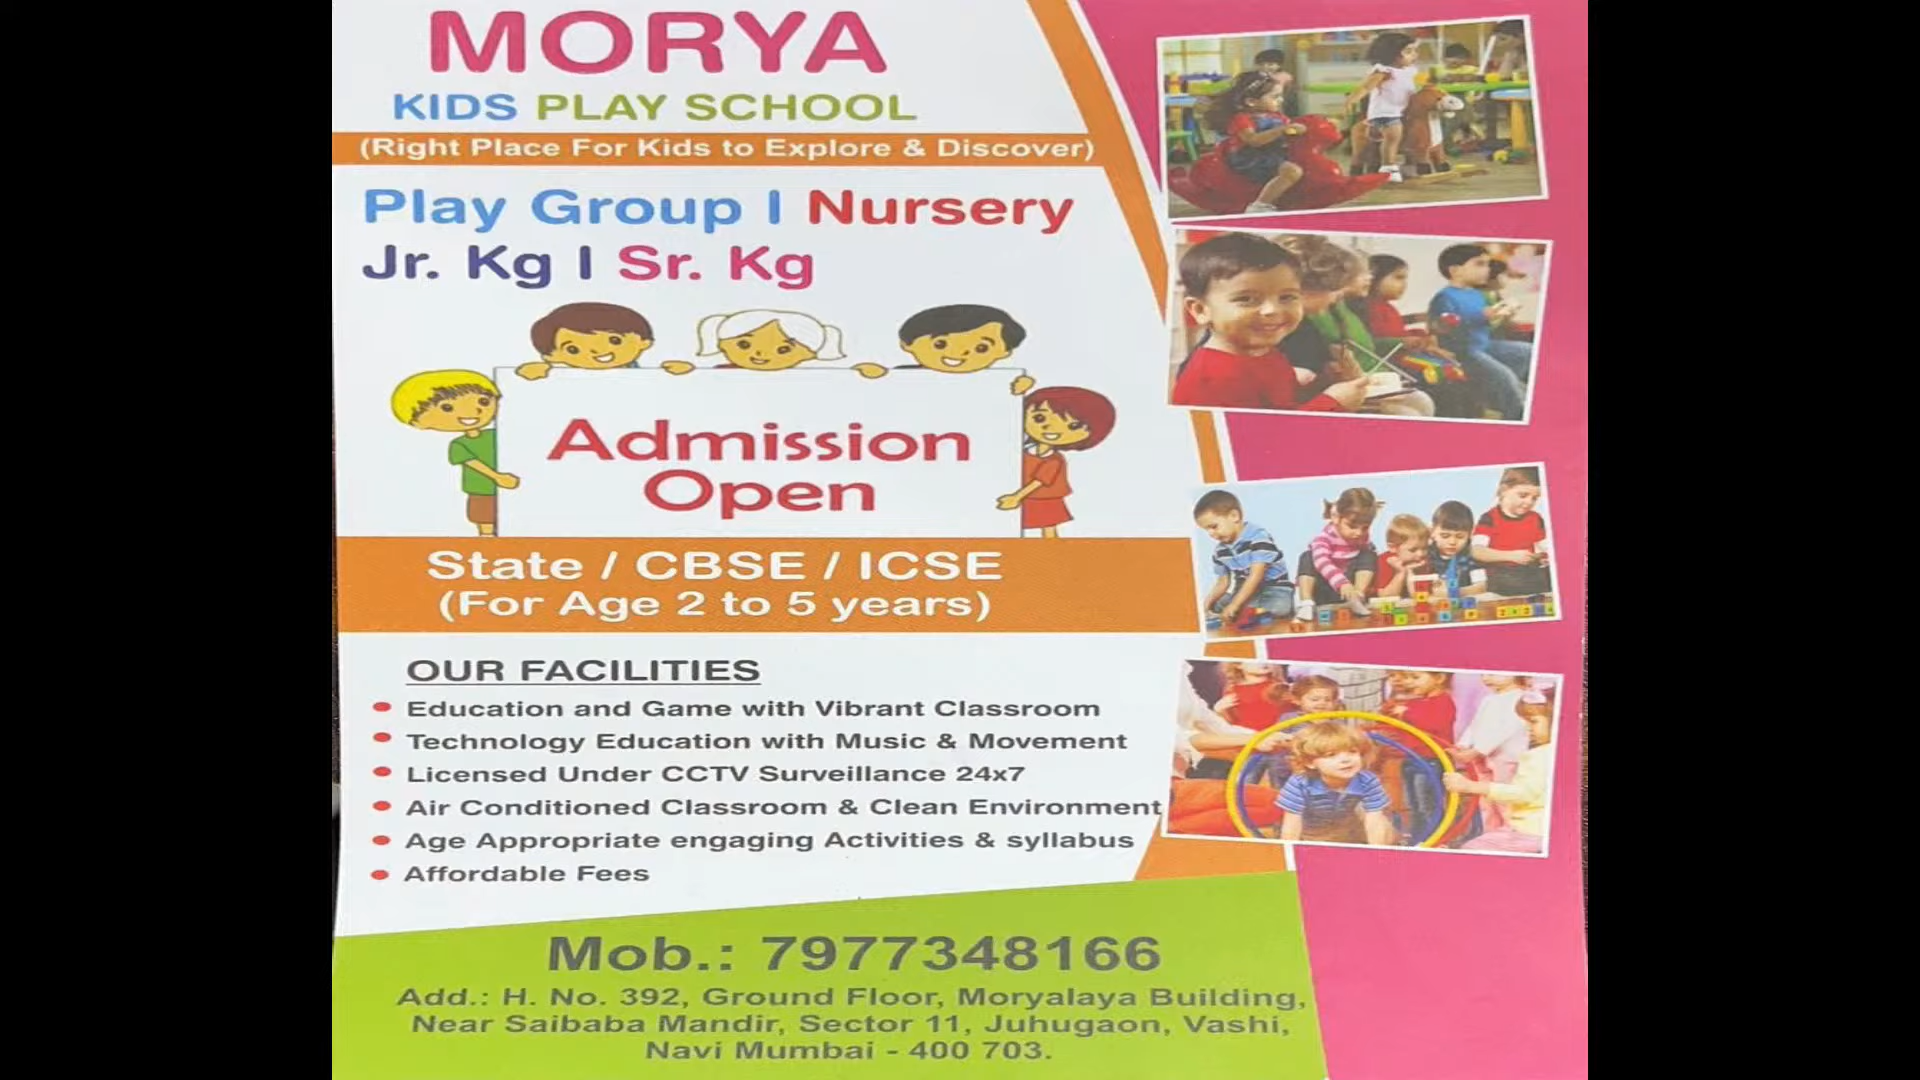 MORYA
KIDS PLAY SCHOOL
(Right Place For Kids to Explore & Discover)
Play Group | Nursery
Jr. Kg | Sr. Kg
Admission
Open
State / CBSE / ICSE
(For Age 2 to 5 years)
OUR FACILITIES
• Education and Game with Vibrant Classroom
• Technology Education with Music & Movement
• Licensed Under CCTV Surveillance 24x7
• Air Conditioned Classroom & Clean Environment
• Age Appropriate engaging Activities & syllabus
• Affordable Fees
Mob.: 7977348166
Add.: H. No. 392, Ground Floor, Moryalaya Building,
Near Saibaba Mandir, Sector 11, Juhugaon, Vashi,
Navi Mumbai - 400 703.